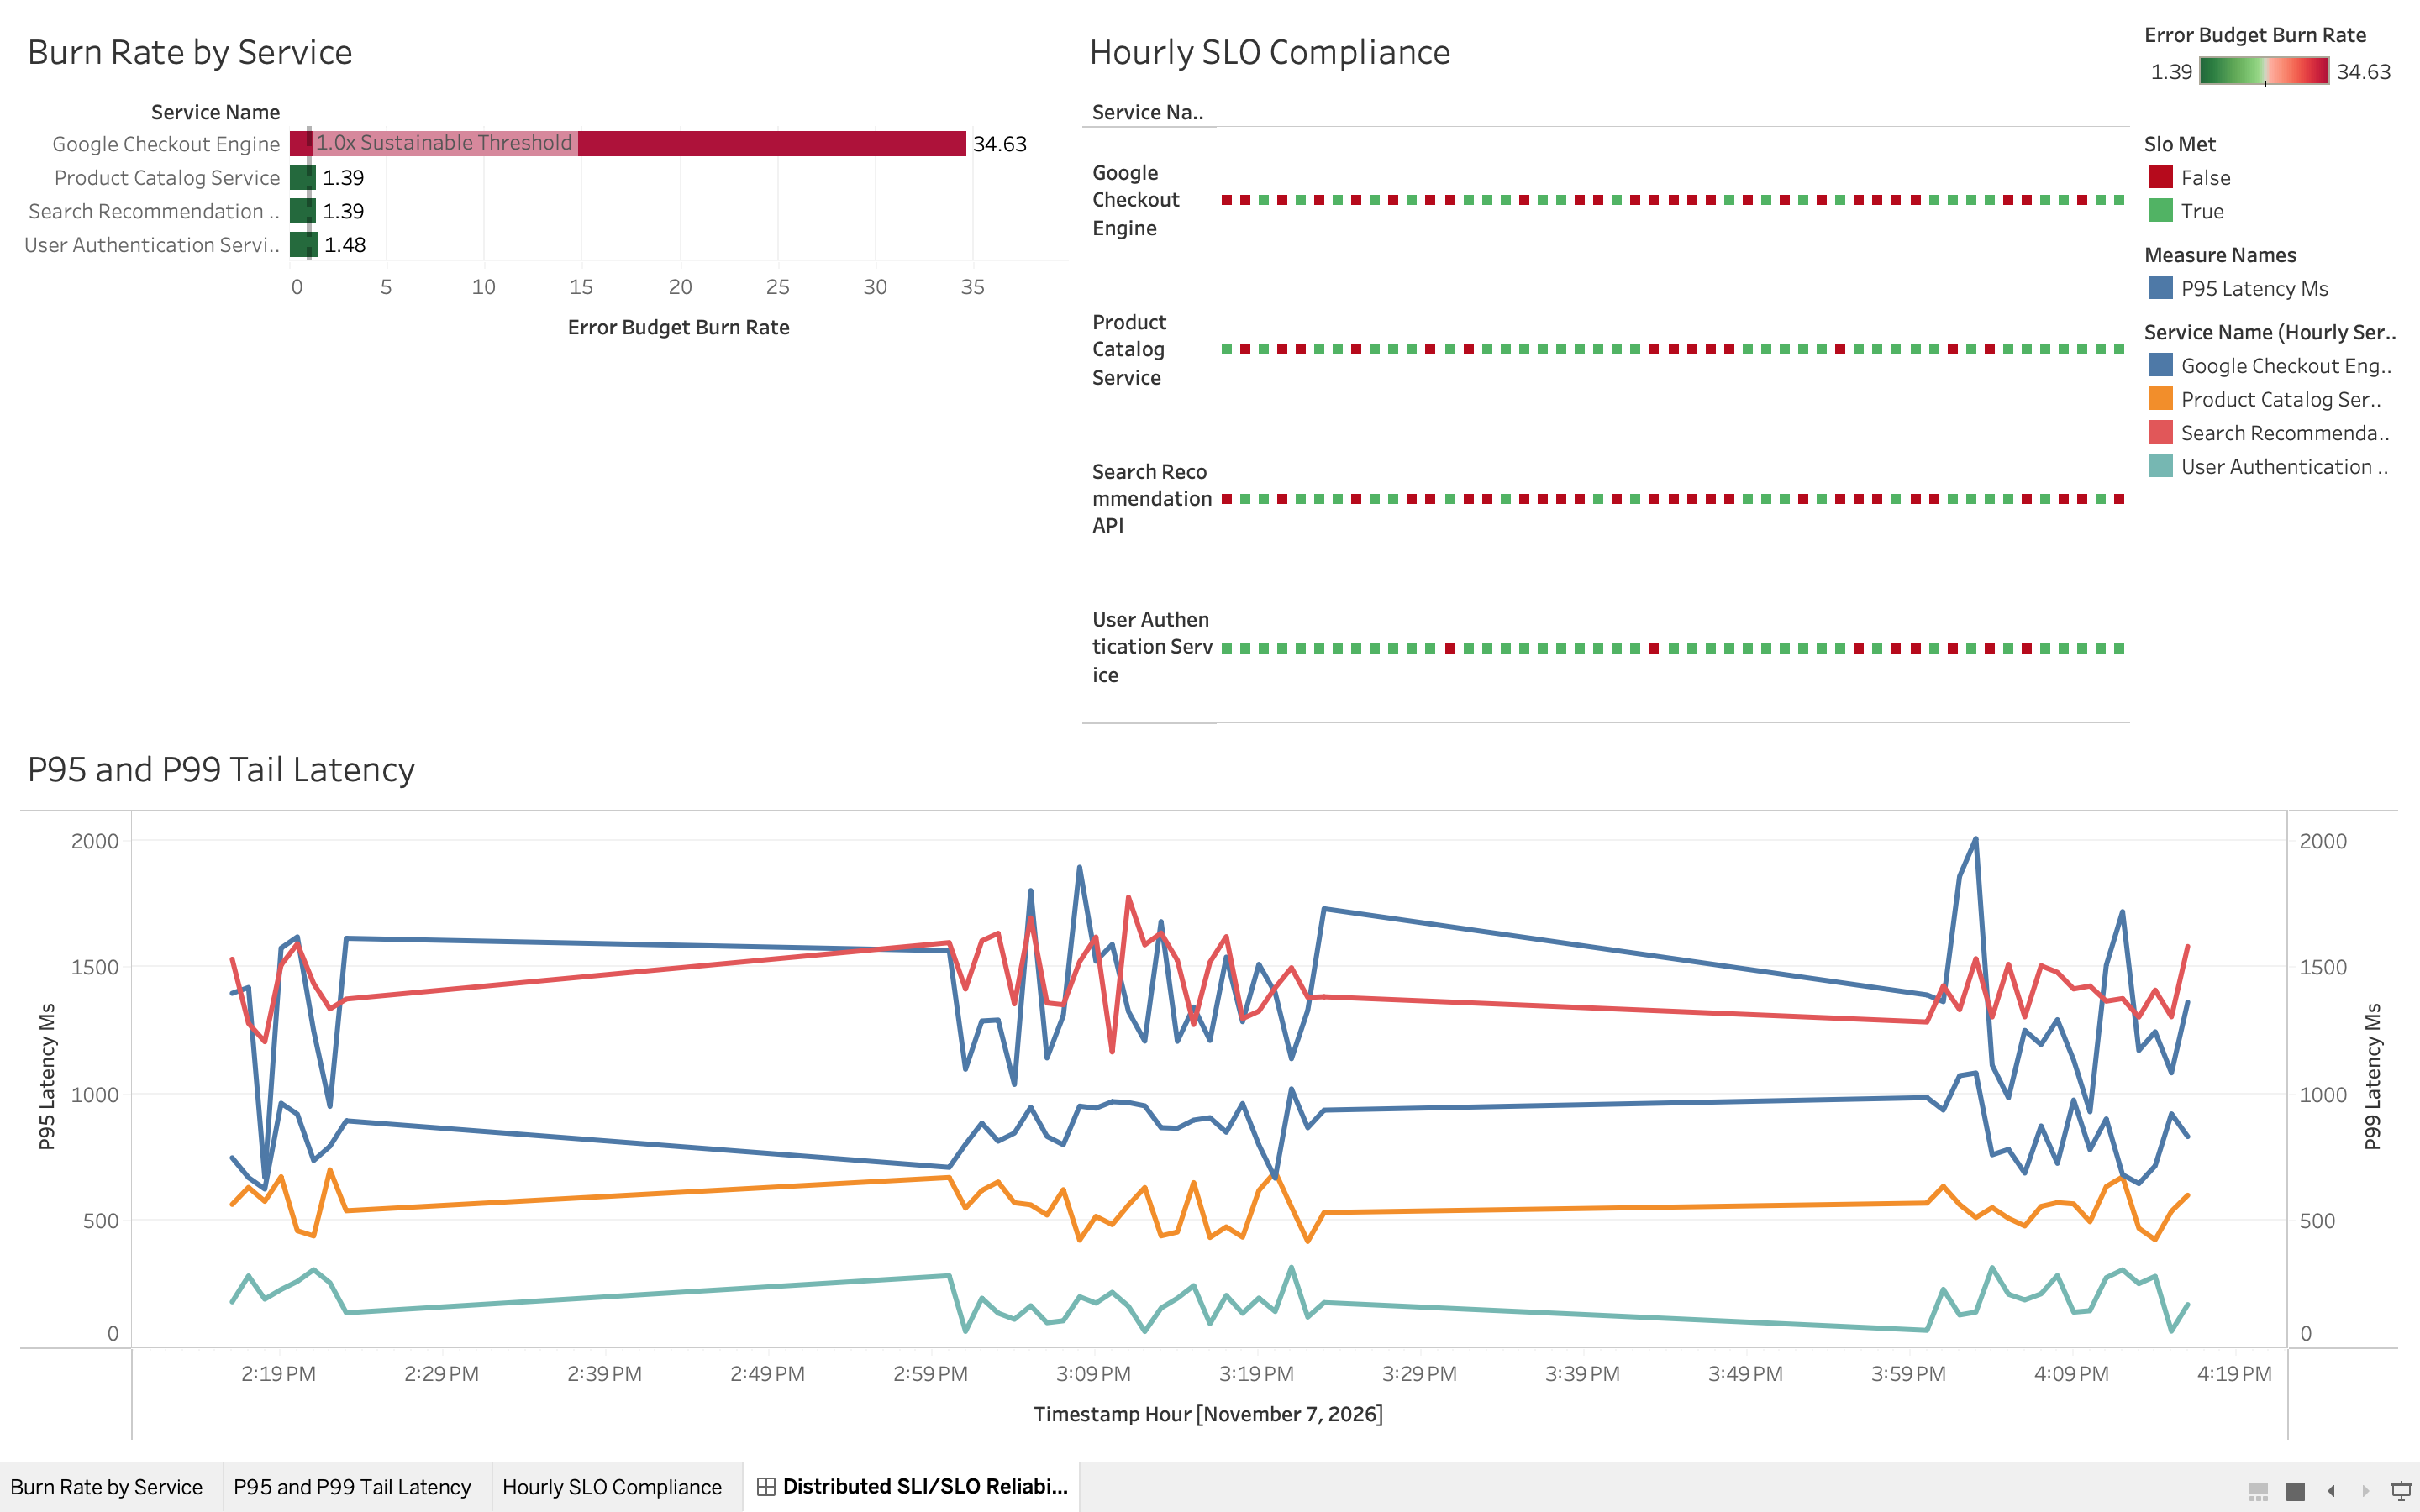 Burn Rate by Service
Service Name
Google Checkout Engine
1.0x Sustainable Threshold
34.63
Product Catalog Service
1.39
Search Recommendation ..
1.39
User Authentication Servi..
1.48
0 5 10 15 20 25 30 35
Error Budget Burn Rate
Hourly SLO Compliance
Service Na..
Google
Checkout
Engine
Product
Catalog
Service
Search Reco
mmendation
API
User Authen
tication Serv
ice
Error Budget Burn Rate
1.39 34.63
Slo Met
False
True
Measure Names
P95 Latency Ms
Service Name (Hourly Ser..
Google Checkout Eng..
Product Catalog Ser..
Search Recommenda..
User Authentication ..
P95 and P99 Tail Latency
P95 Latency Ms
2000
1500
1000
500
0
P99 Latency Ms
2000
1500
1000
500
0
2:19 PM 2:29 PM 2:39 PM 2:49 PM 2:59 PM 3:09 PM 3:19 PM 3:29 PM 3:39 PM 3:49 PM 3:59 PM 4:09 PM 4:19 PM
Timestamp Hour [November 7, 2026]
Burn Rate by Service
P95 and P99 Tail Latency
Hourly SLO Compliance
Distributed SLI/SLO Reliabi...